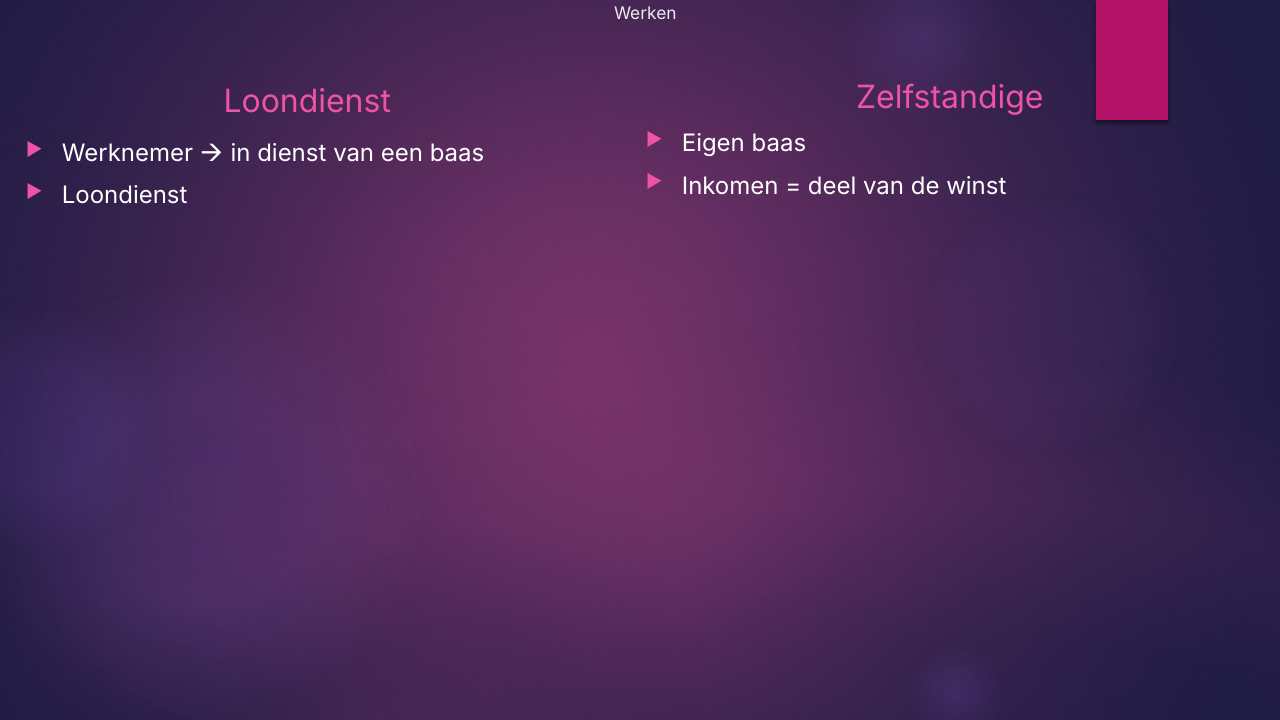 Werken
Loondienst
Werknemer → in dienst van een baas
Loondienst
Zelfstandige
Eigen baas
Inkomen = deel van de winst